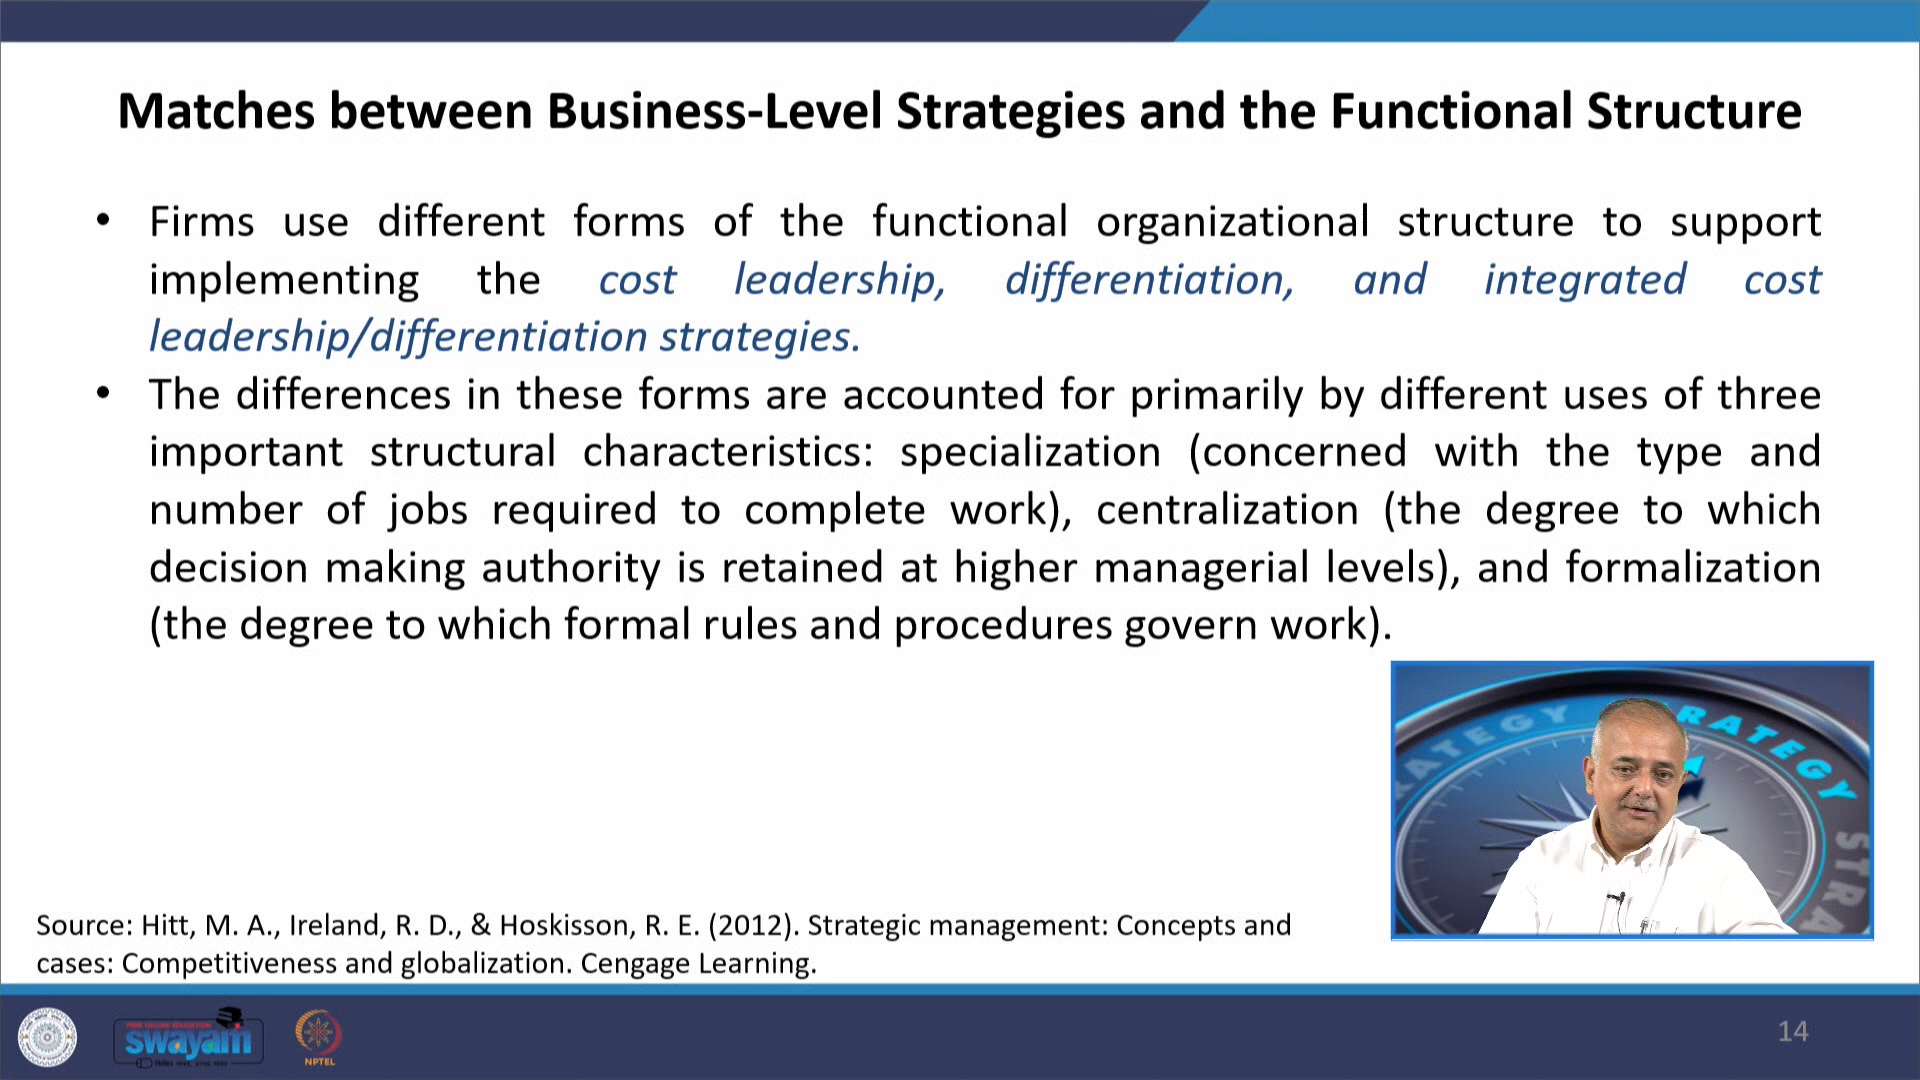 Matches between Business-Level Strategies and the Functional Structure
• Firms use different forms of the functional organizational structure to support
implementing the cost leadership, differentiation, and integrated cost
leadership/differentiation strategies.
• The differences in these forms are accounted for primarily by different uses of three
important structural characteristics: specialization (concerned with the type and
number of jobs required to complete work), centralization (the degree to which
decision making authority is retained at higher managerial levels), and formalization
(the degree to which formal rules and procedures govern work).
STRATEGY
Source: Hitt, M. A., Ireland, R. D., & Hoskisson, R. E. (2012). Strategic management: Concepts and
cases: Competitiveness and globalization. Cengage Learning.
swayam
NPTEL
14